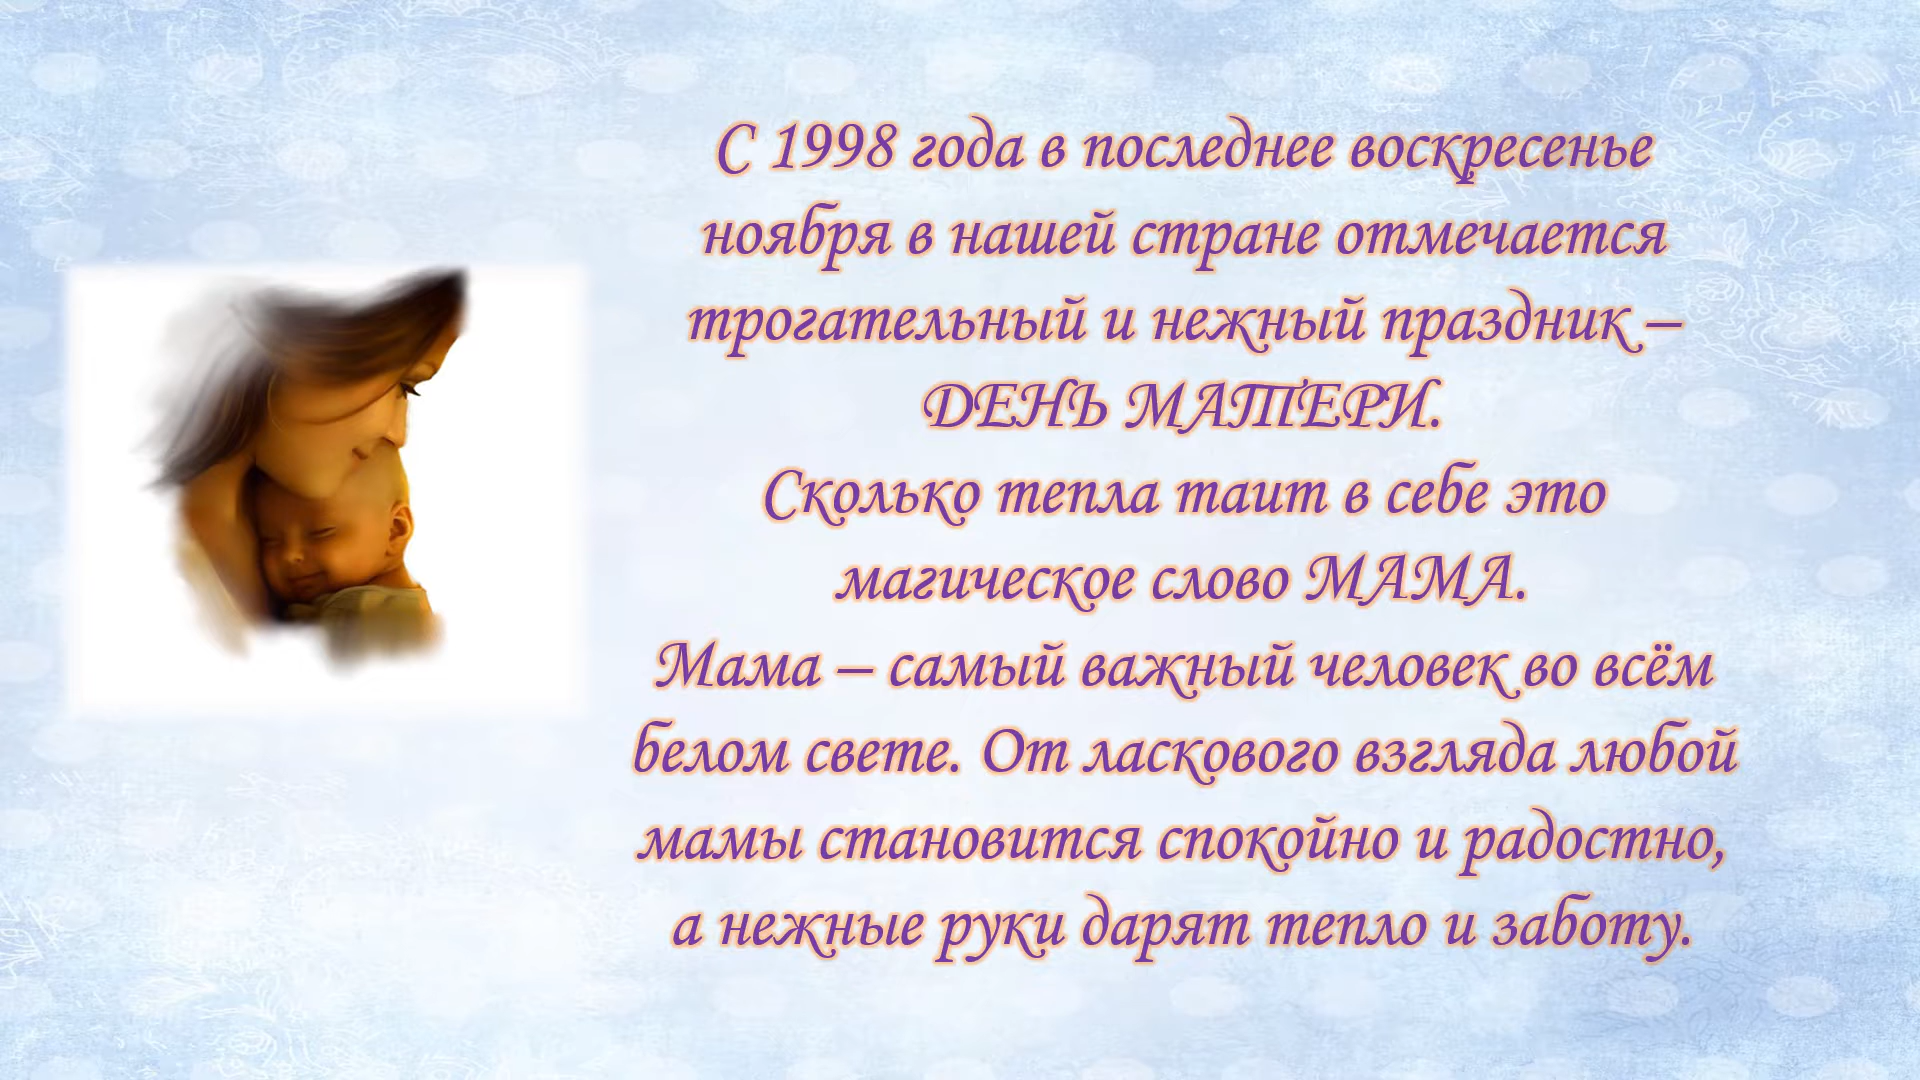 С 1998 года в последнее воскресенье
ноября в нашей стране отмечается
трогательный и нежный праздник –
ДЕНЬ МАТЕРИ.
Сколько тепла таит в себе это
магическое слово МАМА.
Мама – самый важный человек во всём
белом свете. От ласкового взгляда любой
мамы становится спокойно и радостно,
а нежные руки дарят тепло и заботу.